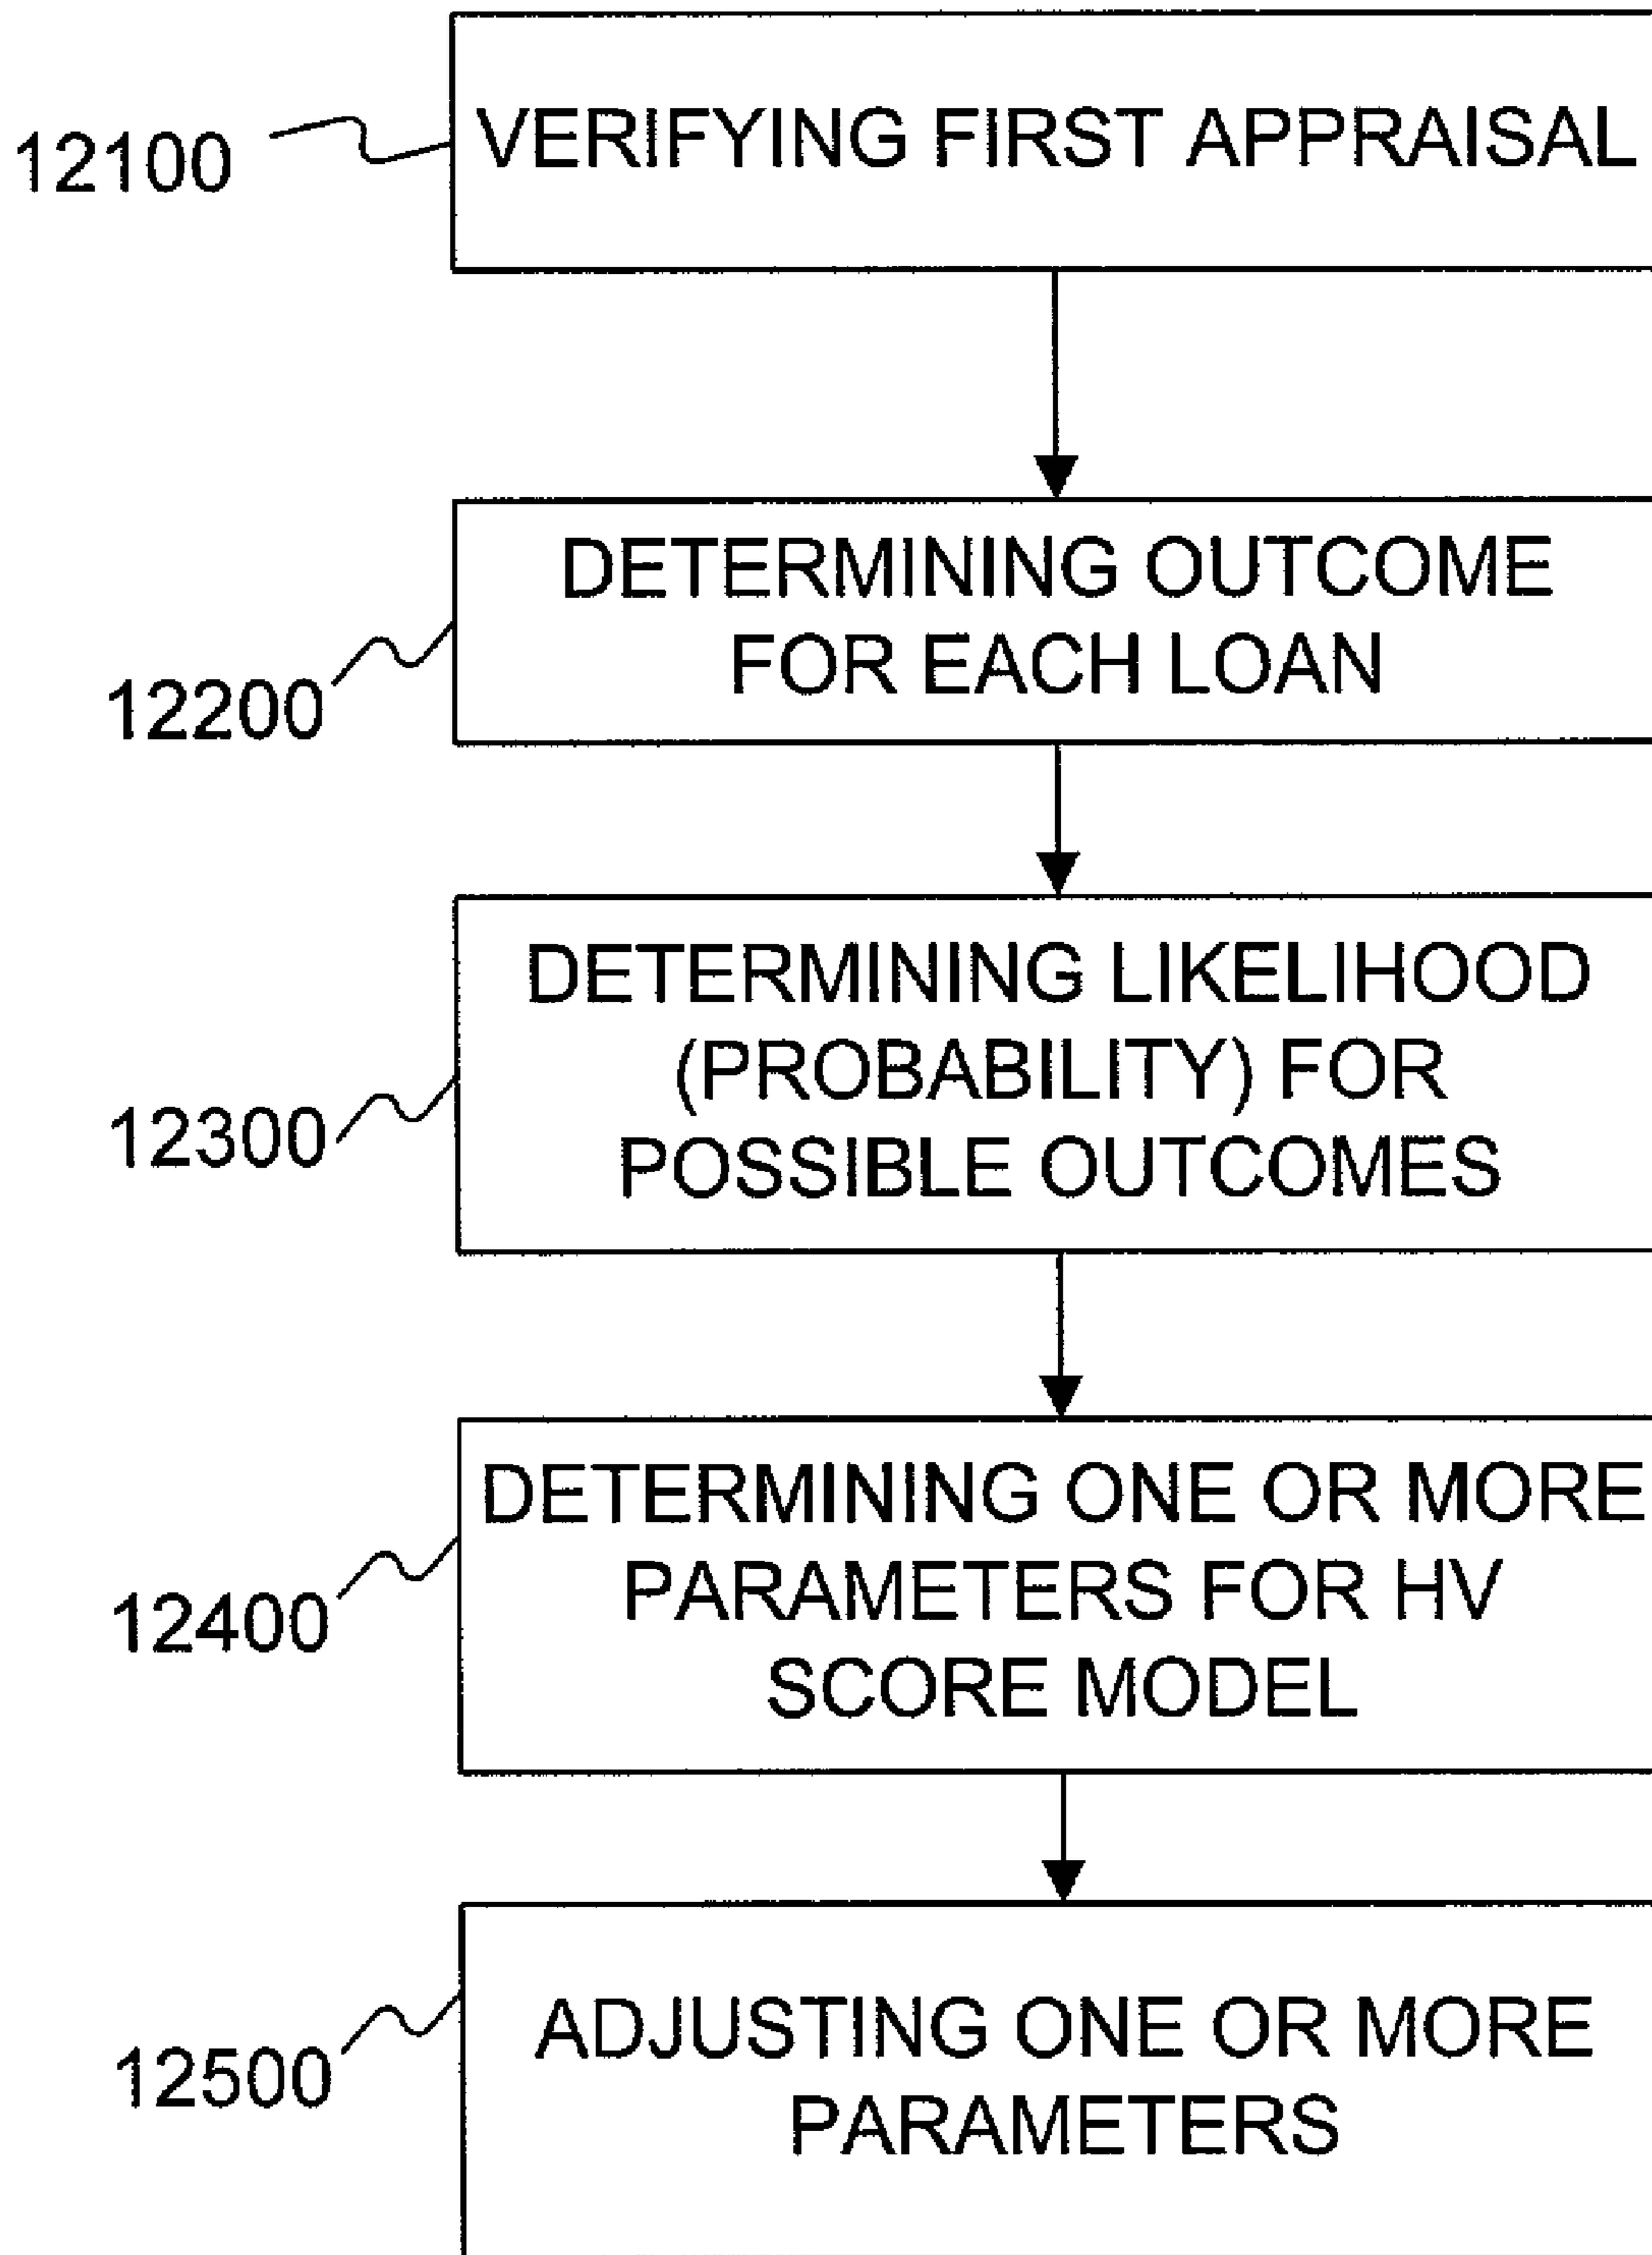 12100
VERIFYING FIRST APPRAISAL
12200
DETERMINING OUTCOME
FOR EACH LOAN
12300
DETERMINING LIKELIHOOD
(PROBABILITY) FOR
POSSIBLE OUTCOMES
12400
DETERMINING ONE OR MORE
PARAMETERS FOR HV
SCORE MODEL
12500
ADJUSTING ONE OR MORE
PARAMETERS